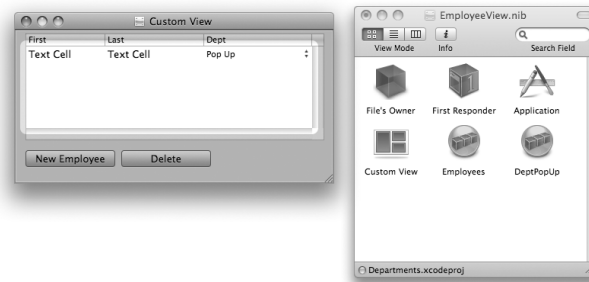 Custom View
First Last Dept
Text Cell Text Cell Pop Up
New Employee Delete
EmployeeView.nib
View Mode Info Search Field
File's Owner First Responder Application
Custom View Employees DeptPopUp
Departments.xcodeproj